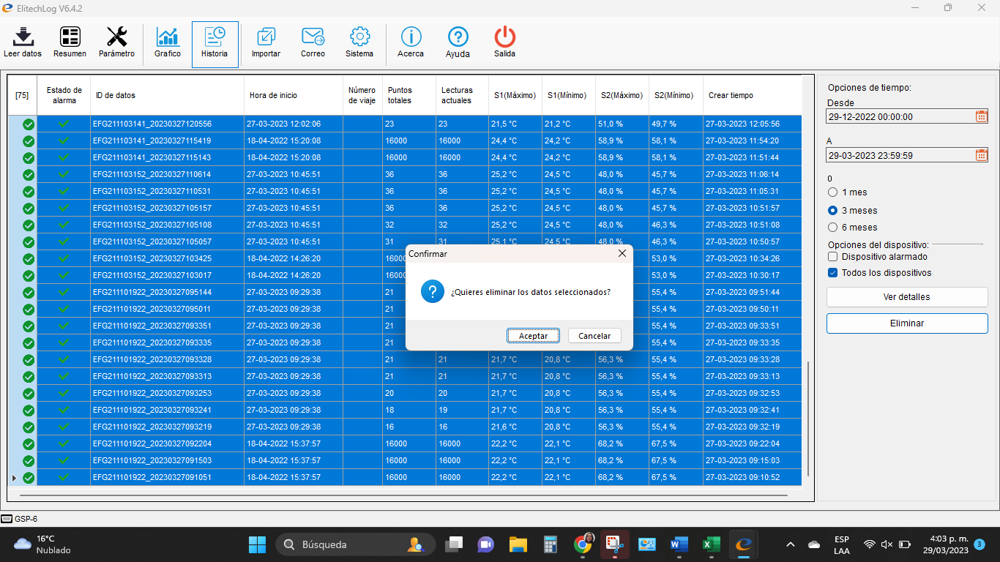 ElitechLog V6.4.2
Leer datos Resumen Parámetro Grafico Historia Importar Correo Sistema Acerca Ayuda Salida
[75] Estado de alarma ID de datos Hora de inicio Número de viaje Puntos totales Lecturas actuales S1(Máximo) S1(Mínimo) S2(Máximo) S2(Mínimo) Crear tiempo
EFG211103141_20230327120556 27-03-2023 12:02:06 23 23 21,5 °C 21,2 °C 51,0 % 49,7 % 27-03-2023 12:05:56
EFG211103141_20230327115419 18-04-2022 15:20:08 16000 16000 24,4 °C 24,2 °C 58,9 % 58,1 % 27-03-2023 11:54:20
EFG211103141_20230327115143 18-04-2022 15:20:08 16000 16000 24,4 °C 24,2 °C 58,9 % 58,1 % 27-03-2023 11:51:44
EFG211103152_20230327110614 27-03-2023 10:45:51 36 36 25,2 °C 24,5 °C 48,0 % 45,7 % 27-03-2023 11:06:14
EFG211103152_20230327110531 27-03-2023 10:45:51 36 36 25,2 °C 24,5 °C 48,0 % 45,7 % 27-03-2023 11:05:31
EFG211103152_20230327105157 27-03-2023 10:45:51 36 36 25,2 °C 24,5 °C 48,0 % 45,7 % 27-03-2023 10:51:57
EFG211103152_20230327105108 27-03-2023 10:45:51 32 32 25,2 °C 24,5 °C 48,0 % 46,3 % 27-03-2023 10:51:08
EFG211103152_20230327105057 27-03-2023 10:45:51 31 31 25,1 °C 24,5 °C 48,0 % 46,3 % 27-03-2023 10:50:57
EFG211103152_20230327103425 18-04-2022 14:26:20 16000 53,0 % 27-03-2023 10:34:26
EFG211103152_20230327103017 18-04-2022 14:26:20 16000 53,0 % 27-03-2023 10:30:17
EFG211101922_20230327095144 27-03-2023 09:29:38 21 55,4 % 27-03-2023 09:51:44
EFG211101922_20230327095011 27-03-2023 09:29:38 21 55,4 % 27-03-2023 09:50:11
EFG211101922_20230327093351 27-03-2023 09:29:38 21 55,4 % 27-03-2023 09:33:51
EFG211101922_20230327093335 27-03-2023 09:29:38 21 55,4 % 27-03-2023 09:33:35
EFG211101922_20230327093328 27-03-2023 09:29:38 21 21 21,7 °C 20,8 °C 56,3 % 55,4 % 27-03-2023 09:33:28
EFG211101922_20230327093313 27-03-2023 09:29:38 21 21 21,7 °C 20,8 °C 56,3 % 55,4 % 27-03-2023 09:33:13
EFG211101922_20230327093253 27-03-2023 09:29:38 20 20 21,7 °C 20,8 °C 56,3 % 55,4 % 27-03-2023 09:32:53
EFG211101922_20230327093241 27-03-2023 09:29:38 18 19 21,7 °C 20,8 °C 56,3 % 55,4 % 27-03-2023 09:32:41
EFG211101922_20230327093219 27-03-2023 09:29:38 16 16 21,6 °C 20,8 °C 56,3 % 55,4 % 27-03-2023 09:32:19
EFG211101922_20230327092204 18-04-2022 15:37:57 16000 16000 22,2 °C 22,1 °C 68,2 % 67,5 % 27-03-2023 09:22:04
EFG211101922_20230327091503 18-04-2022 15:37:57 16000 16000 22,2 °C 22,1 °C 68,2 % 67,5 % 27-03-2023 09:15:03
EFG211101922_20230327091051 18-04-2022 15:37:57 16000 16000 22,2 °C 22,1 °C 68,2 % 67,5 % 27-03-2023 09:10:52
Confirmar
¿Quieres eliminar los datos seleccionados?
Aceptar Cancelar
Opciones de tiempo:
Desde
29-12-2022 00:00:00
A
29-03-2023 23:59:59
0
1 mes
3 meses
6 meses
Opciones del dispositivo:
Dispositivo alarmado
Todos los dispositivos
Ver detalles
Eliminar
GSP-6
16°C
Nublado
Búsqueda
ESP
LAA
4:03 p. m.
29/03/2023
3